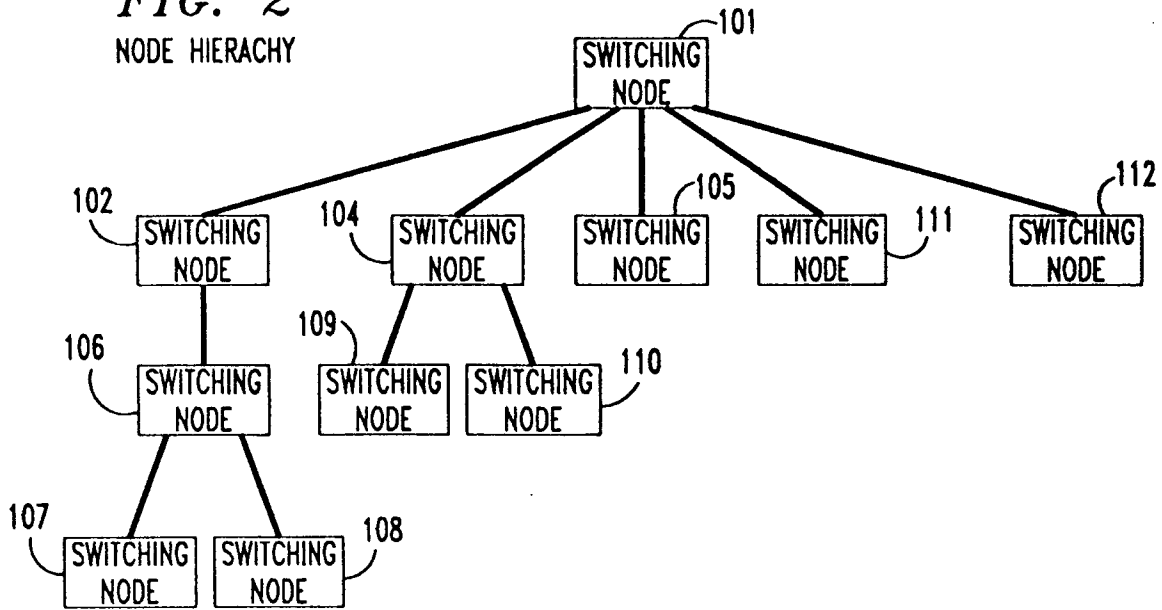 FIG. 2
NODE HIERACHY
101
SWITCHING
NODE
102
SWITCHING
NODE
104
SWITCHING
NODE
105
SWITCHING
NODE
111
SWITCHING
NODE
112
SWITCHING
NODE
106
SWITCHING
NODE
109
SWITCHING
NODE
110
SWITCHING
NODE
107
SWITCHING
NODE
108
SWITCHING
NODE